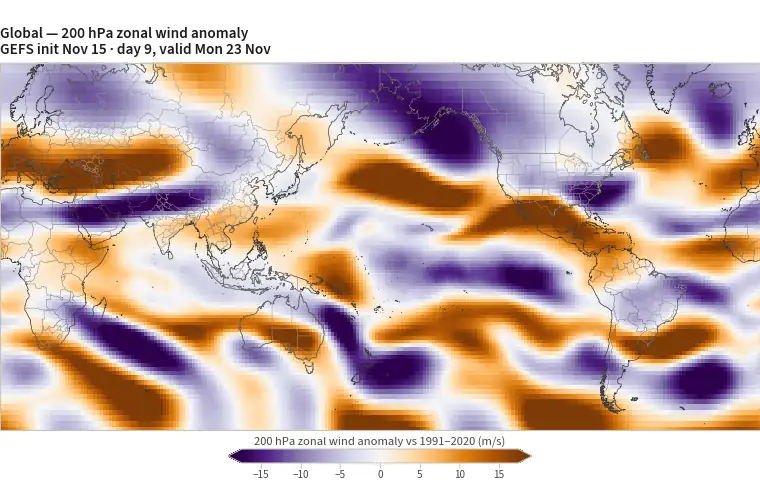 Global — 200 hPa zonal wind anomaly
GEFS init Nov 15 · day 9, valid Mon 23 Nov
200 hPa zonal wind anomaly vs 1991–2020 (m/s)
−15 −10 −5 0 5 10 15